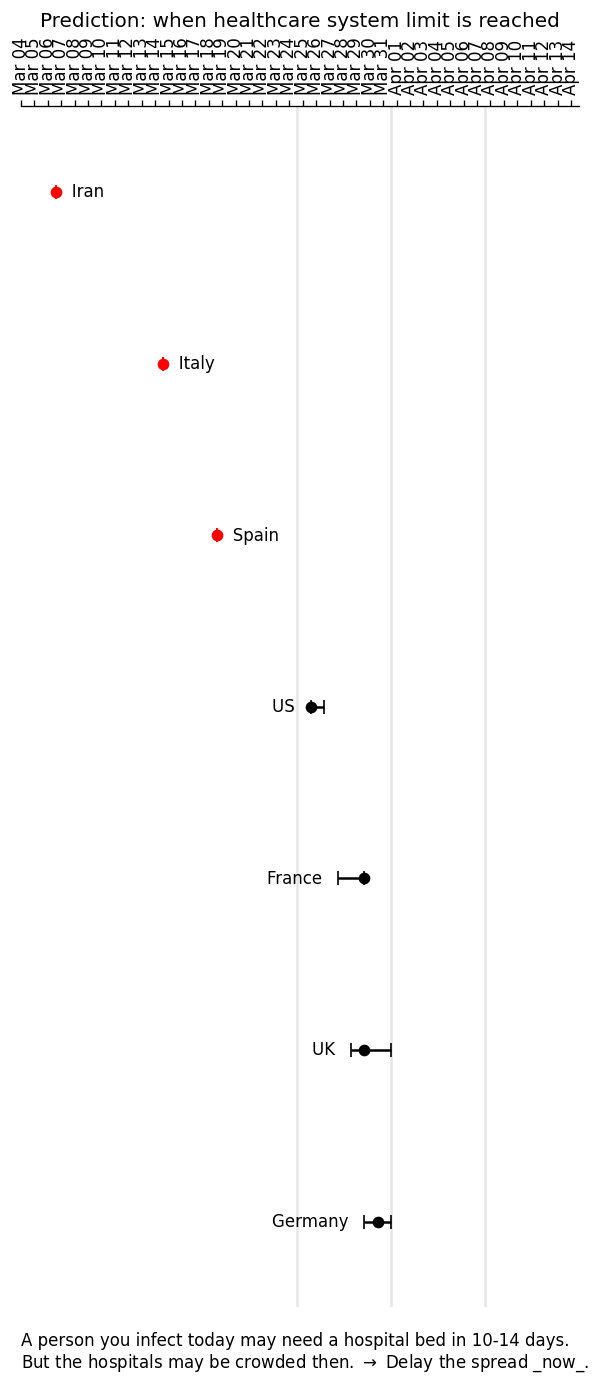 Prediction: when healthcare system limit is reached
Mar 04
Mar 05
Mar 06
Mar 07
Mar 08
Mar 09
Mar 10
Mar 11
Mar 12
Mar 13
Mar 14
Mar 15
Mar 16
Mar 17
Mar 18
Mar 19
Mar 20
Mar 21
Mar 22
Mar 23
Mar 24
Mar 25
Mar 26
Mar 27
Mar 28
Mar 29
Mar 30
Mar 31
Apr 01
Apr 02
Apr 03
Apr 04
Apr 05
Apr 06
Apr 07
Apr 08
Apr 09
Apr 10
Apr 11
Apr 12
Apr 13
Apr 14
Iran
Italy
Spain
US
France
UK
Germany
A person you infect today may need a hospital bed in 10-14 days.
But the hospitals may be crowded then. → Delay the spread _now_.